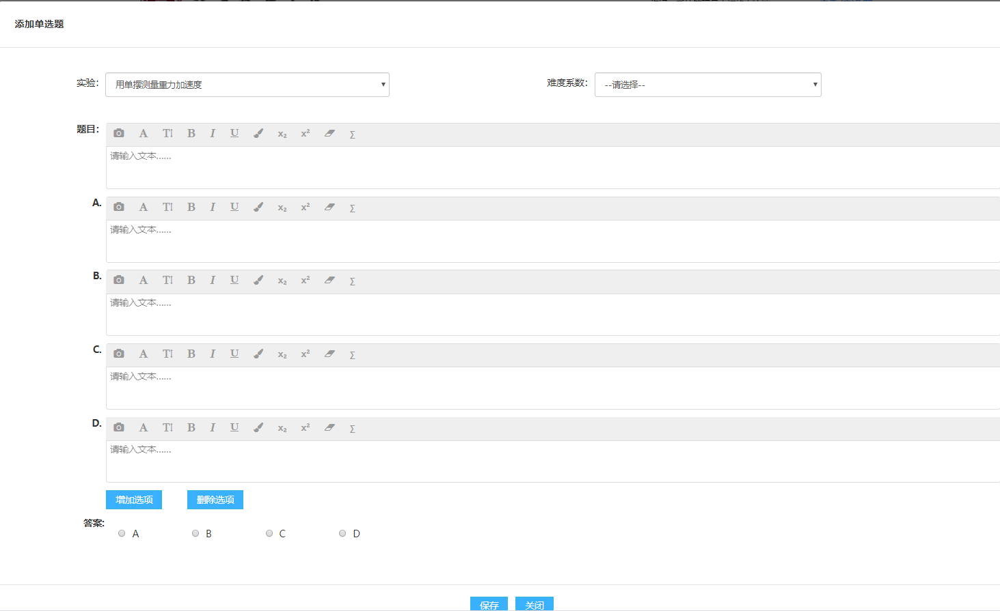 添加单选题
实验: 用单摆测量重力加速度 难度系数: --请选择--
题目: A TI B I U x₂ x² Σ
请输入文本......
A. A TI B I U x₂ x² Σ
请输入文本......
B. A TI B I U x₂ x² Σ
请输入文本......
C. A TI B I U x₂ x² Σ
请输入文本......
D. A TI B I U x₂ x² Σ
请输入文本......
增加选项 删除选项
答案:
A B C D
保存 关闭